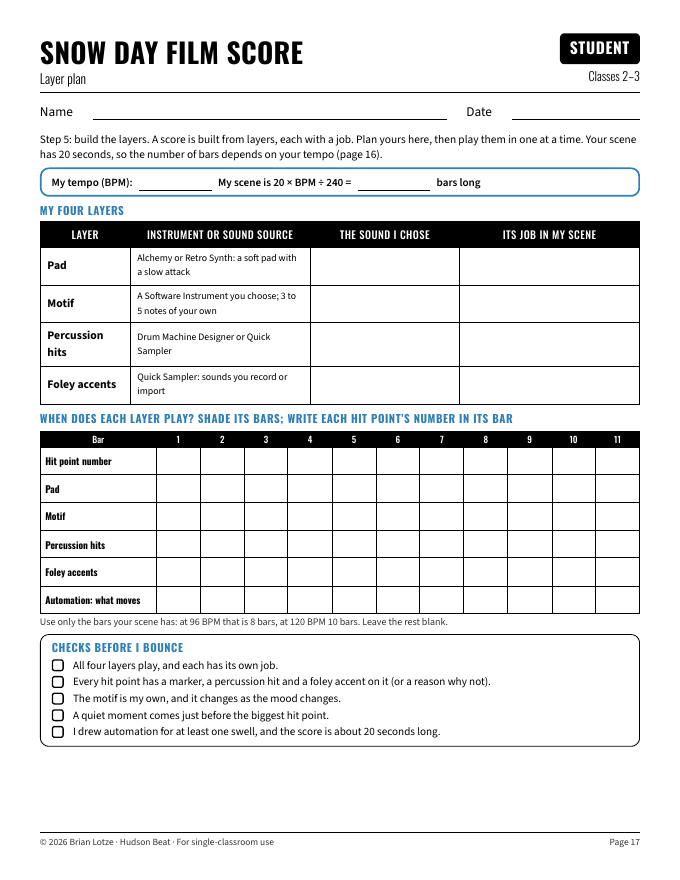 SNOW DAY FILM SCORE
STUDENT
Layer plan
Classes 2–3
Name
Date
Step 5: build the layers. A score is built from layers, each with a job. Plan yours here, then play them in one at a time. Your scene
has 20 seconds, so the number of bars depends on your tempo (page 16).
My tempo (BPM): My scene is 20 × BPM ÷ 240 = bars long
MY FOUR LAYERS
LAYER INSTRUMENT OR SOUND SOURCE THE SOUND I CHOSE ITS JOB IN MY SCENE
Pad
Alchemy or Retro Synth: a soft pad with
a slow attack
Motif
A Software Instrument you choose; 3 to
5 notes of your own
Percussion
hits
Drum Machine Designer or Quick
Sampler
Foley accents
Quick Sampler: sounds you record or
import
WHEN DOES EACH LAYER PLAY? SHADE ITS BARS; WRITE EACH HIT POINT'S NUMBER IN ITS BAR
Bar 1 2 3 4 5 6 7 8 9 10 11
Hit point number
Pad
Motif
Percussion hits
Foley accents
Automation: what moves
Use only the bars your scene has: at 96 BPM that is 8 bars, at 120 BPM 10 bars. Leave the rest blank.
CHECKS BEFORE I BOUNCE
All four layers play, and each has its own job.
Every hit point has a marker, a percussion hit and a foley accent on it (or a reason why not).
The motif is my own, and it changes as the mood changes.
A quiet moment comes just before the biggest hit point.
I drew automation for at least one swell, and the score is about 20 seconds long.
© 2026 Brian Lotze · Hudson Beat · For single-classroom use
Page 17